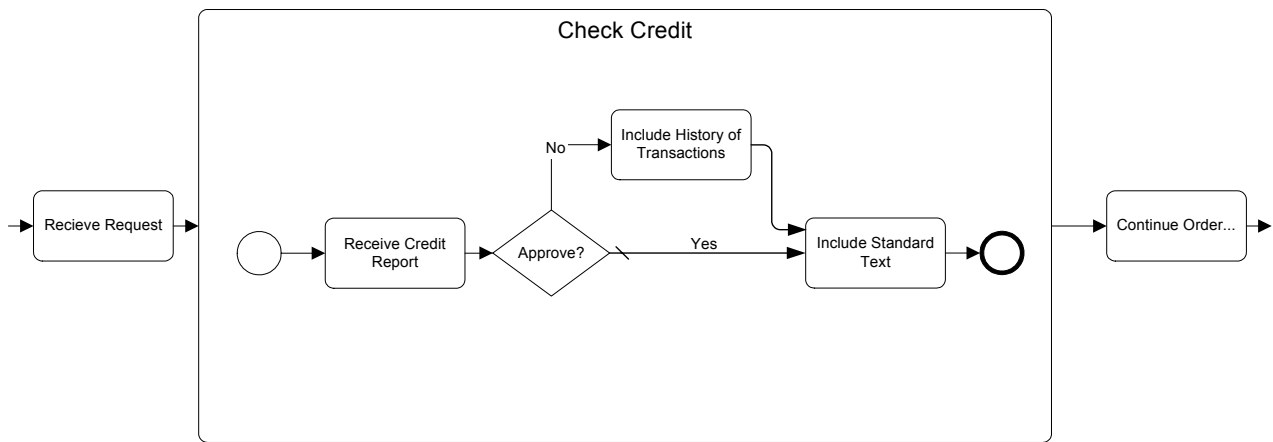 Check Credit
Include History of
Transactions
No
Recieve Request
Receive Credit
Report
Approve?
Yes
Include Standard
Text
Continue Order...